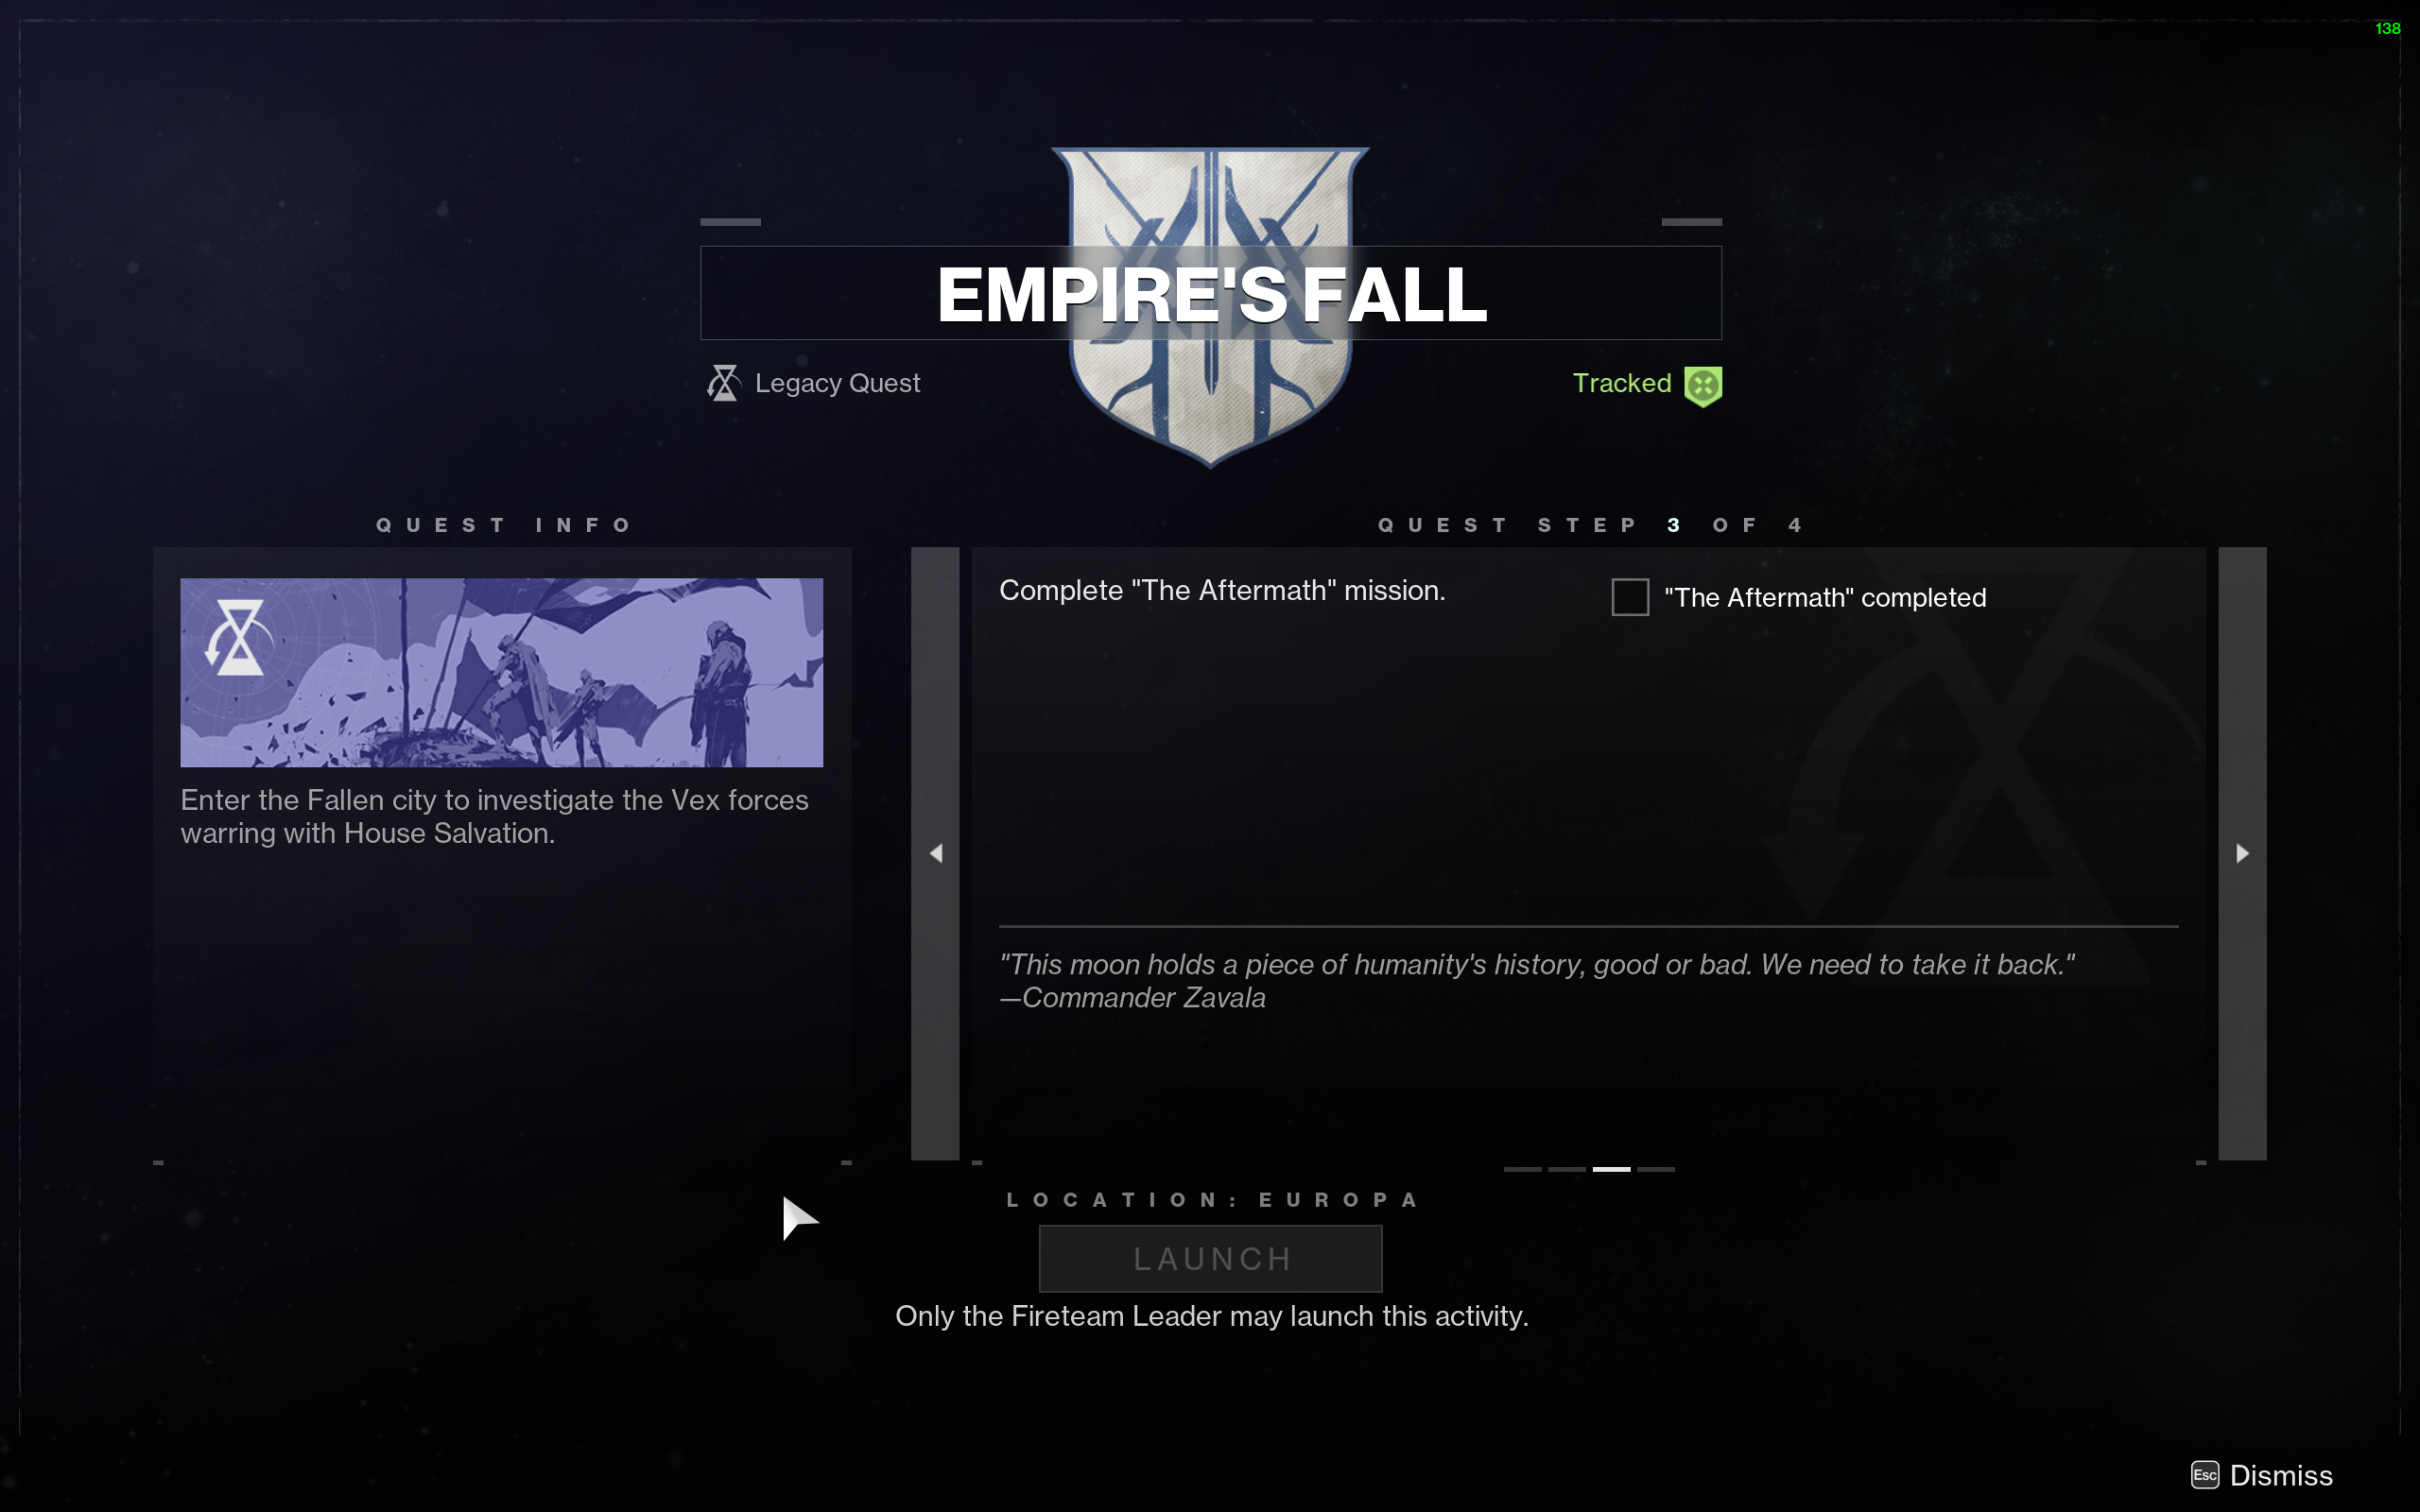 138
EMPIRE'S FALL
Legacy Quest
Tracked
QUEST INFO
Enter the Fallen city to investigate the Vex forces
warring with House Salvation.
QUEST STEP 3 OF 4
Complete "The Aftermath" mission.
"The Aftermath" completed
"This moon holds a piece of humanity's history, good or bad. We need to take it back."
—Commander Zavala
LOCATION: EUROPA
LAUNCH
Only the Fireteam Leader may launch this activity.
Esc Dismiss